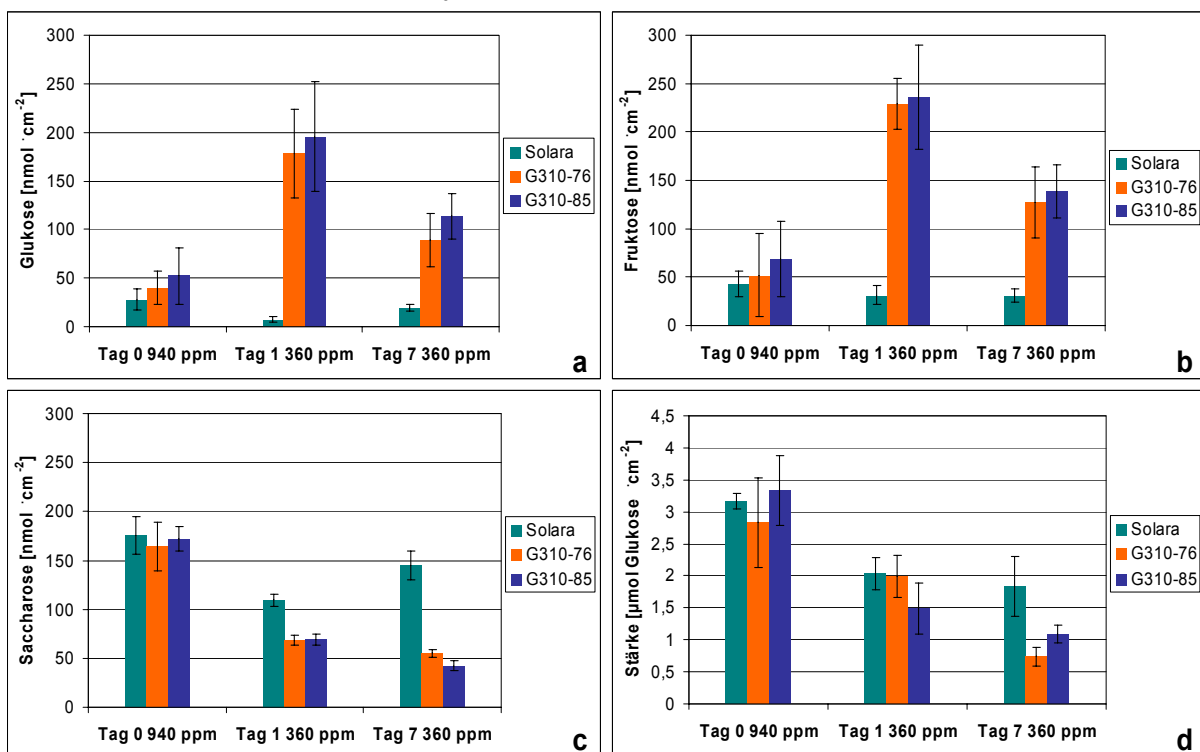 300
250
200
150
100
50
0
Glukose [nmol ·cm⁻²]
Tag 0 940 ppm Tag 1 360 ppm Tag 7 360 ppm
Solara
G310-76
G310-85
a
300
250
200
150
100
50
0
Fruktose [nmol ·cm⁻²]
Tag 0 940 ppm Tag 1 360 ppm Tag 7 360 ppm
Solara
G310-76
G310-85
b
300
250
200
150
100
50
0
Saccharose [nmol ·cm⁻²]
Tag 0 940 ppm Tag 1 360 ppm Tag 7 360 ppm
Solara
G310-76
G310-85
c
4,5
4
3,5
3
2,5
2
1,5
1
0,5
0
Stärke [µmol Glukose ·cm⁻²]
Tag 0 940 ppm Tag 1 360 ppm Tag 7 360 ppm
Solara
G310-76
G310-85
d